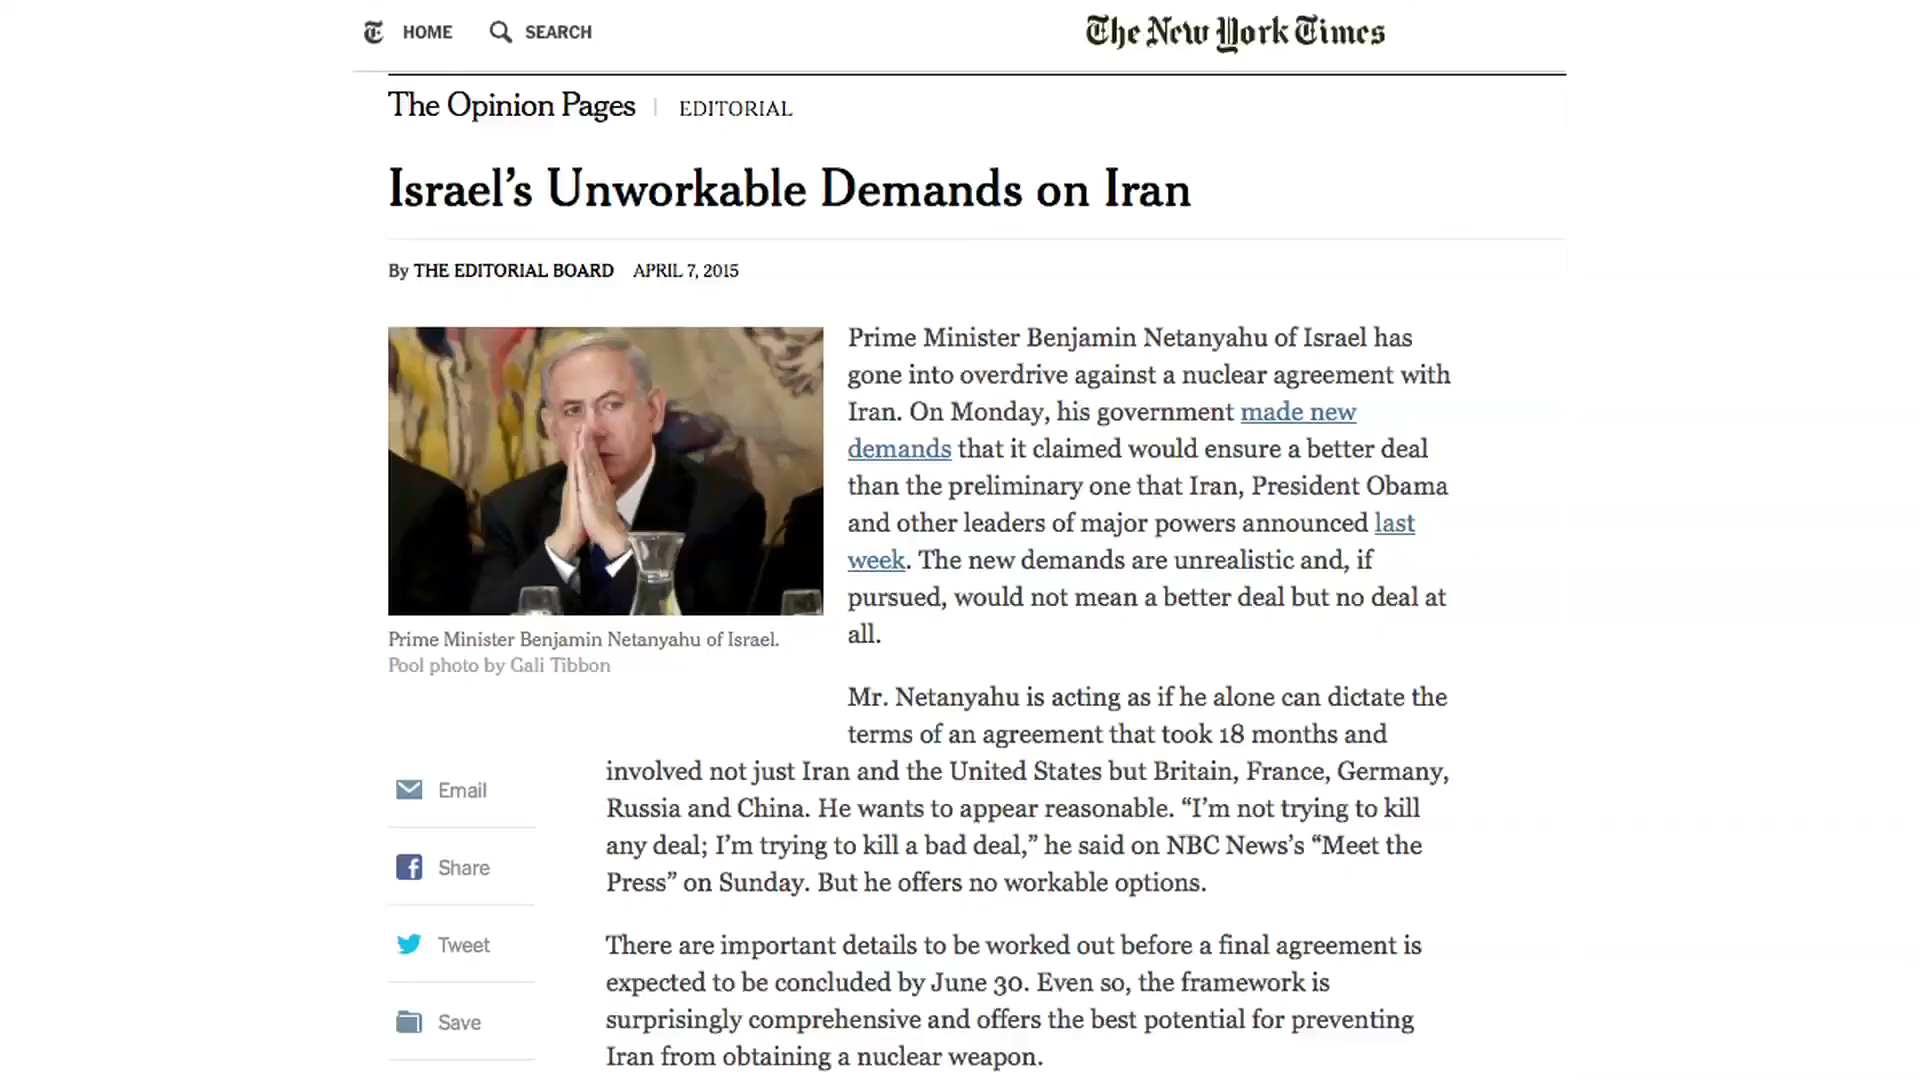 HOME SEARCH The New York Times
The Opinion Pages | EDITORIAL
Israel’s Unworkable Demands on Iran
By THE EDITORIAL BOARD APRIL 7, 2015
Prime Minister Benjamin Netanyahu of Israel.
Pool photo by Gali Tibbon
Prime Minister Benjamin Netanyahu of Israel has
gone into overdrive against a nuclear agreement with
Iran. On Monday, his government made new
demands that it claimed would ensure a better deal
than the preliminary one that Iran, President Obama
and other leaders of major powers announced last
week. The new demands are unrealistic and, if
pursued, would not mean a better deal but no deal at
all.
Mr. Netanyahu is acting as if he alone can dictate the
terms of an agreement that took 18 months and
involved not just Iran and the United States but Britain, France, Germany,
Russia and China. He wants to appear reasonable. “I’m not trying to kill
any deal; I’m trying to kill a bad deal,” he said on NBC News’s “Meet the
Press” on Sunday. But he offers no workable options.
There are important details to be worked out before a final agreement is
expected to be concluded by June 30. Even so, the framework is
surprisingly comprehensive and offers the best potential for preventing
Iran from obtaining a nuclear weapon.
Email
Share
Tweet
Save